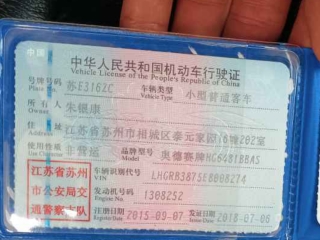 中华人民共和国机动车行驶证
Vehicle License of the People's Republic of China
号牌号码 苏E3162C 车辆类型 小型普通客车
Plate No. Vehicle Type
所有人 朱银康
Owner
住址 江苏省苏州市相城区泰元家园16幢202室
Address
使用性质 非营运 品牌型号 奥德赛牌HG6481BBAS
江苏省苏州 车辆识别代号 LHGRB3875E8008274
VIN
市公安局交 发动机号码 1308252
通警察支队 注册日期 2015-09-07 发证日期 2018-07-06